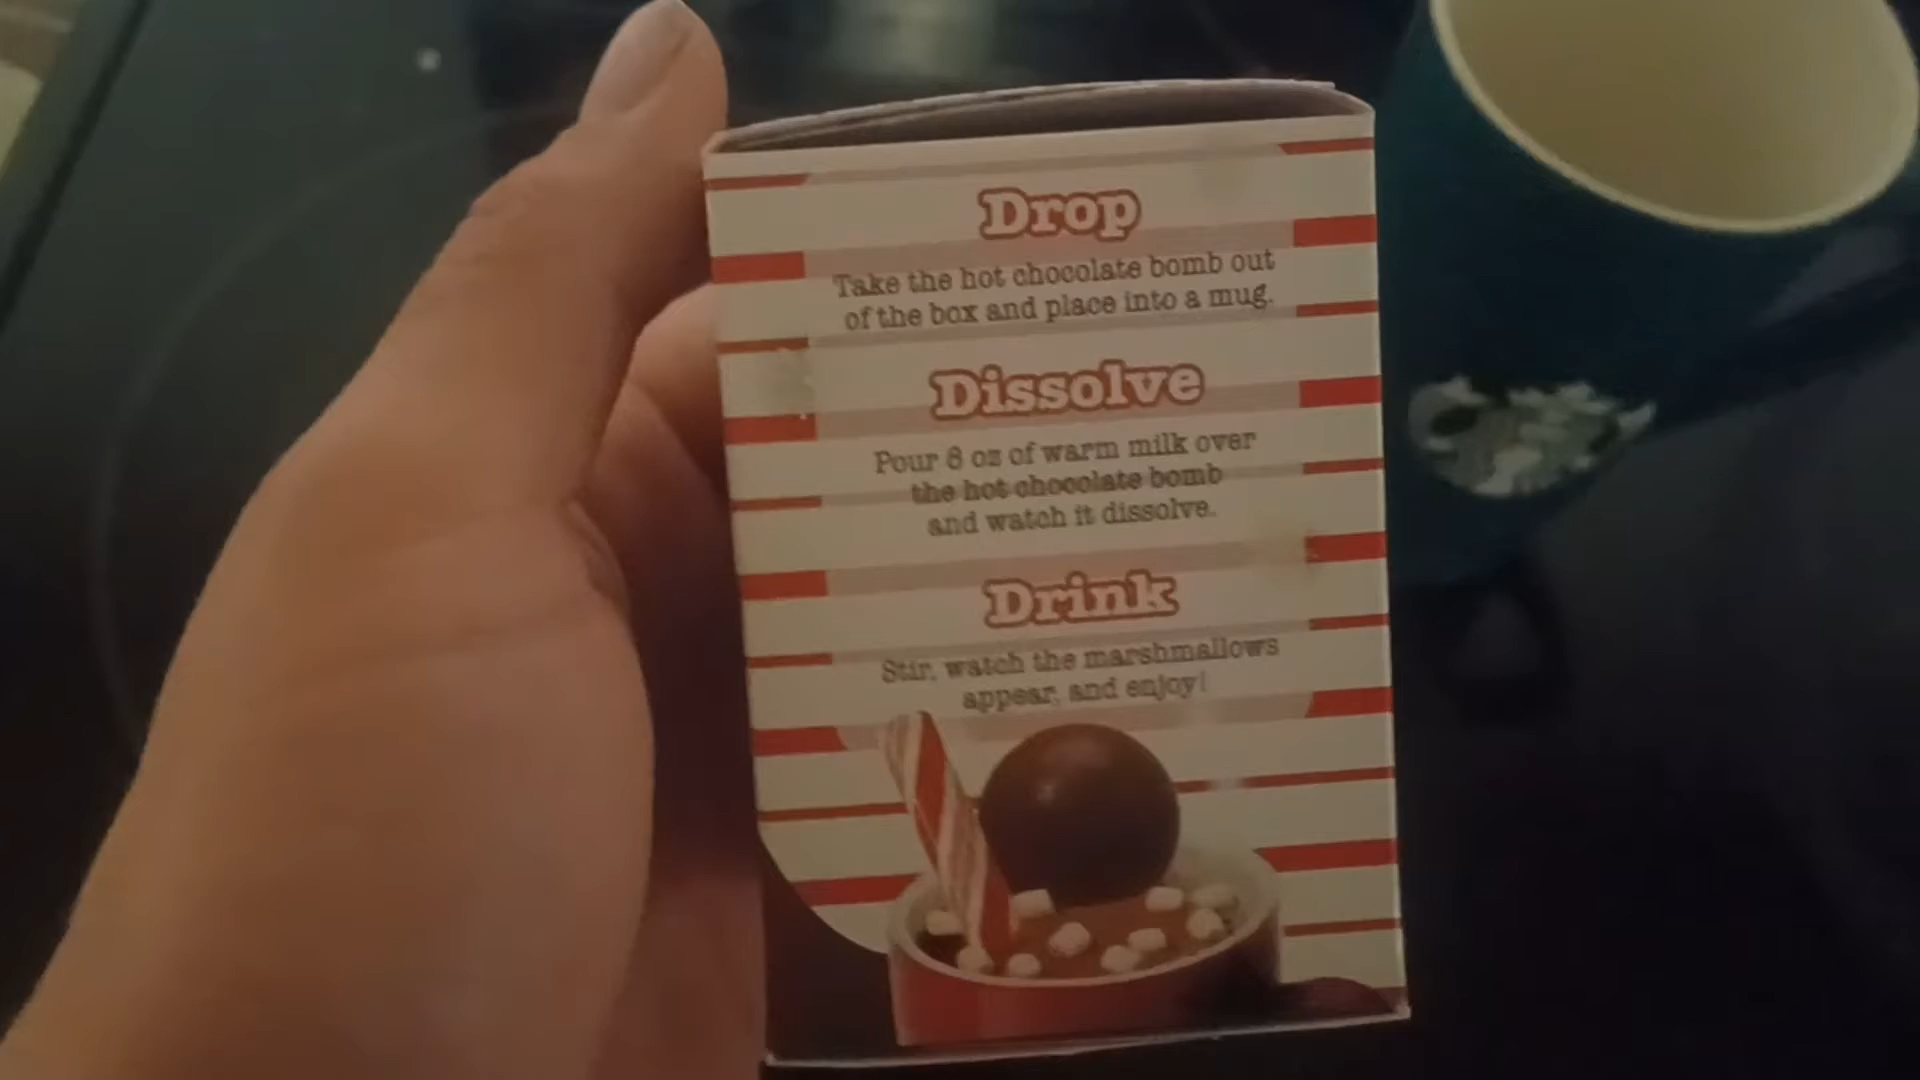 Drop
Take the hot chocolate bomb out
of the box and place into a mug.
Dissolve
Pour 8 oz of warm milk over
the hot chocolate bomb
and watch it dissolve.
Drink
Stir, watch the marshmallows
appear, and enjoy!